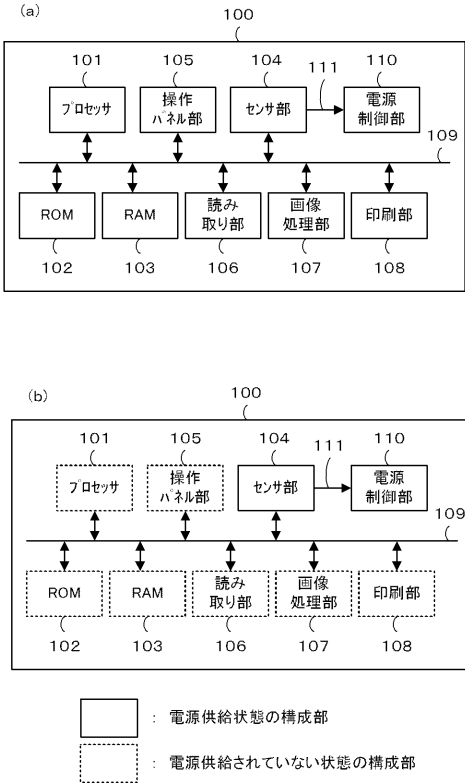 (a)
100
101
105
104
111
110
プロセッサ
操作
パネル部
センサ部
電源
制御部
109
ROM
RAM
読み
取り部
画像
処理部
印刷部
102
103
106
107
108
(b)
100
101
105
104
111
110
プロセッサ
操作
パネル部
センサ部
電源
制御部
109
ROM
RAM
読み
取り部
画像
処理部
印刷部
102
103
106
107
108
: 電源供給状態の構成部
: 電源供給されていない状態の構成部